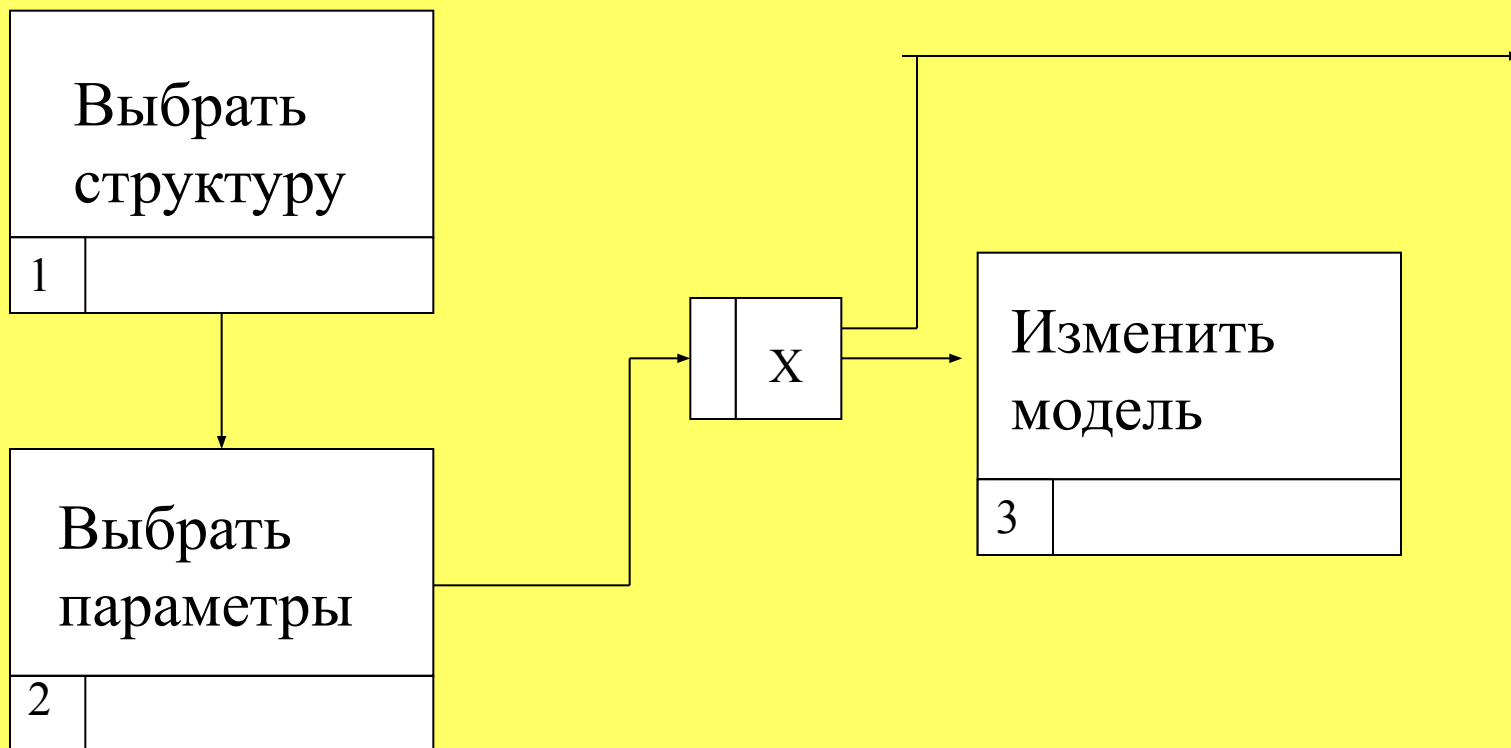 Выбрать
структуру
1
Выбрать
параметры
2
X
Изменить
модель
3